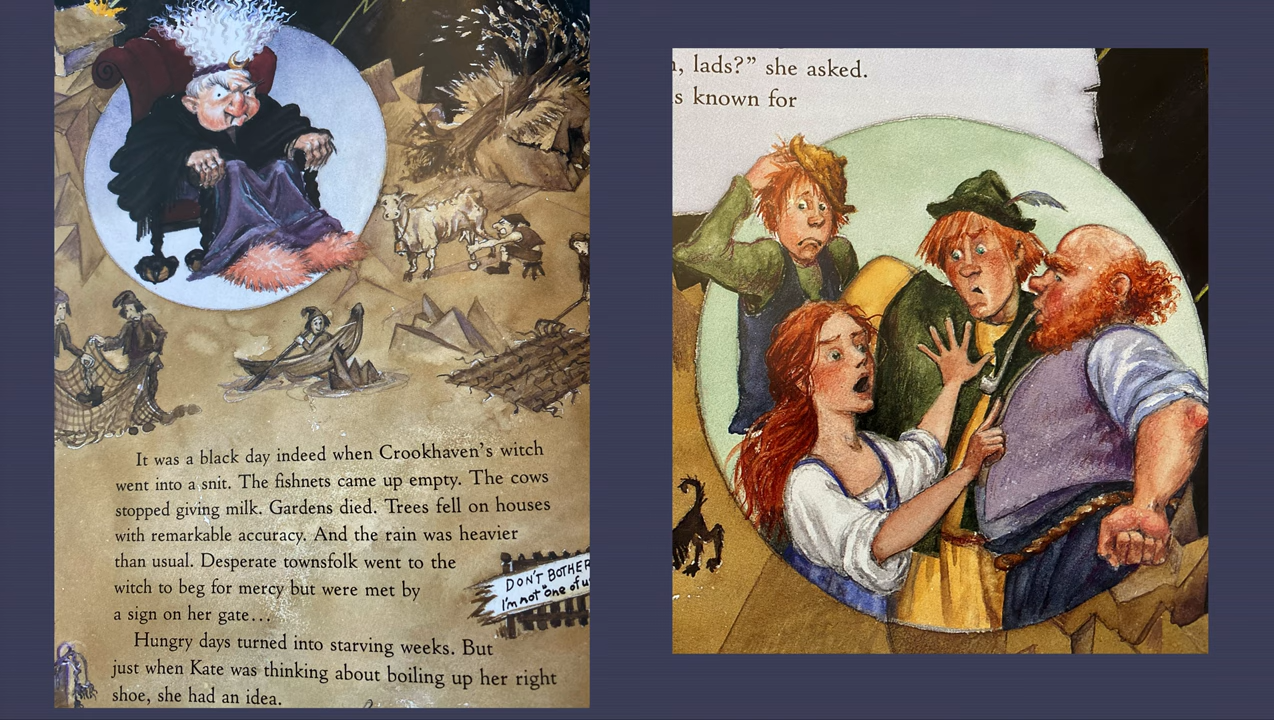 It was a black day indeed when Crookhaven's witch
went into a snit. The fishnets came up empty. The cows
stopped giving milk. Gardens died. Trees fell on houses
with remarkable accuracy. And the rain was heavier
than usual. Desperate townsfolk went to the
witch to beg for mercy but were met by
a sign on her gate...
Hungry days turned into starving weeks. But
just when Kate was thinking about boiling up her right
shoe, she had an idea.
DON'T BOTHER
I'm not "one of
lads?” she asked.
known for